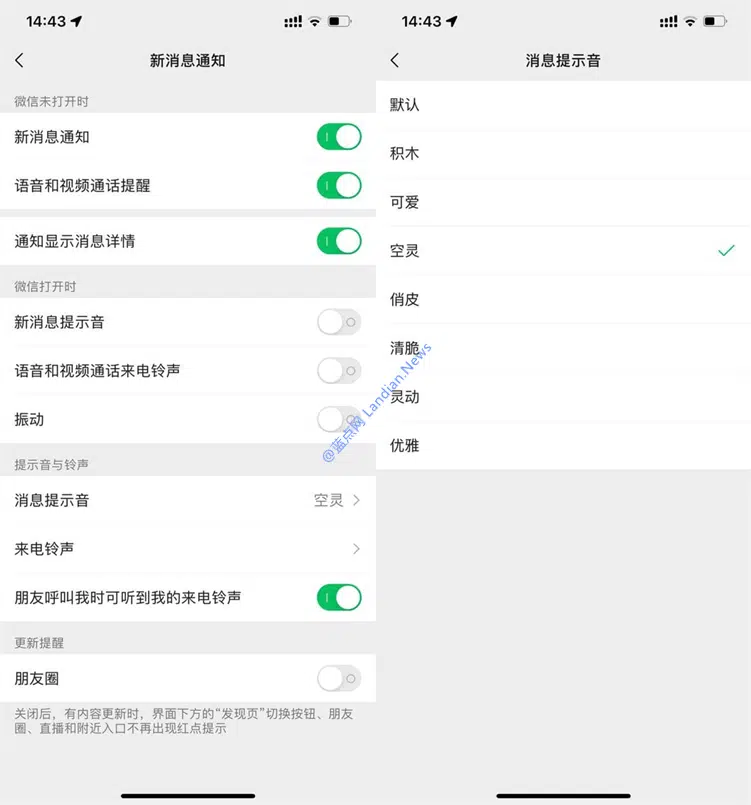 14:43
新消息通知
微信未打开时
新消息通知
语音和视频通话提醒
通知显示消息详情
微信打开时
新消息提示音
语音和视频通话来电铃声
振动
提示音与铃声
消息提示音 空灵
来电铃声
朋友呼叫我时可听到我的来电铃声
更新提醒
朋友圈
关闭后，有内容更新时，界面下方的“发现页”切换按钮、朋友
圈、直播和附近入口不再出现红点提示
14:43
消息提示音
默认
积木
可爱
空灵
俏皮
清脆
灵动
优雅
@蓝点网 Landian.News